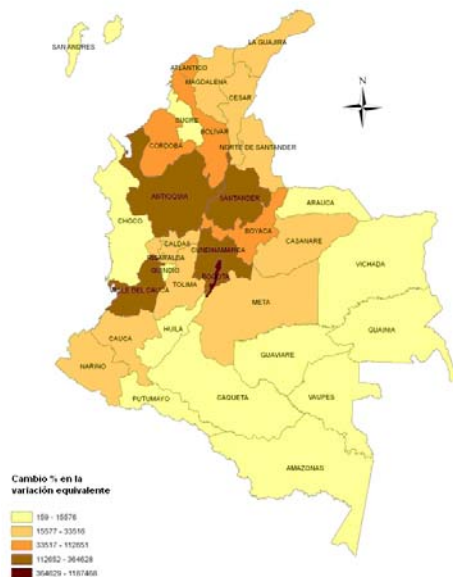 LA GUAJIRA
SAN ANDRES
ATLANTICO
MAGDALENA
N
CESAR
SUCRE
BOLIVAR
CORDOBA
NORTE DE SANTANDER
ANTIOQUIA
SANTANDER
ARAUCA
CHOCO
BOYACA
CALDAS
CUNDINAMARCA
CASANARE
RISARALDA
VICHADA
QUINDIO
BOGOTA
VALLE DEL CAUCA
TOLIMA
META
GUAINIA
HUILA
CAUCA
GUAVIARE
NARIÑO
PUTUMAYO
CAQUETA
VAUPES
AMAZONAS
Cambio % en la
variación equivalente
159 - 15576
15577 - 33516
33517 - 112651
112652 - 364628
364629 - 1187468